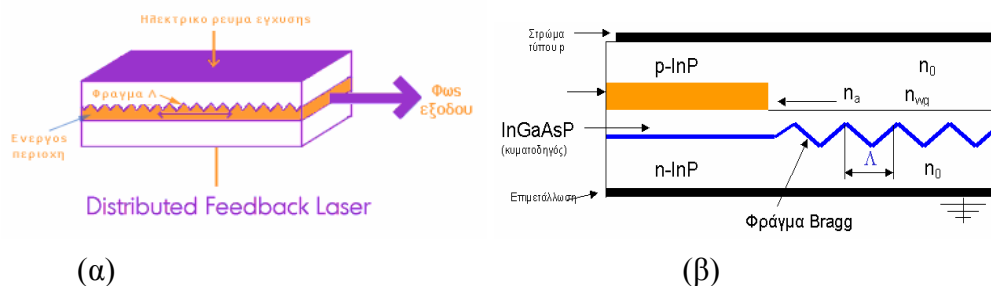 Ηλεκτρικο ρευμα εγχυσης
Φραγμα Λ
Φως
εξοδου
Ενεργος
περιοχη
Distributed Feedback Laser
(α)
Στρώμα
τύπου p
p-InP
n0
na
nwg
InGaAsP
(κυματοδηγός)
Λ
n-InP
n0
Επιμετάλλωση
Φράγμα Bragg
(β)